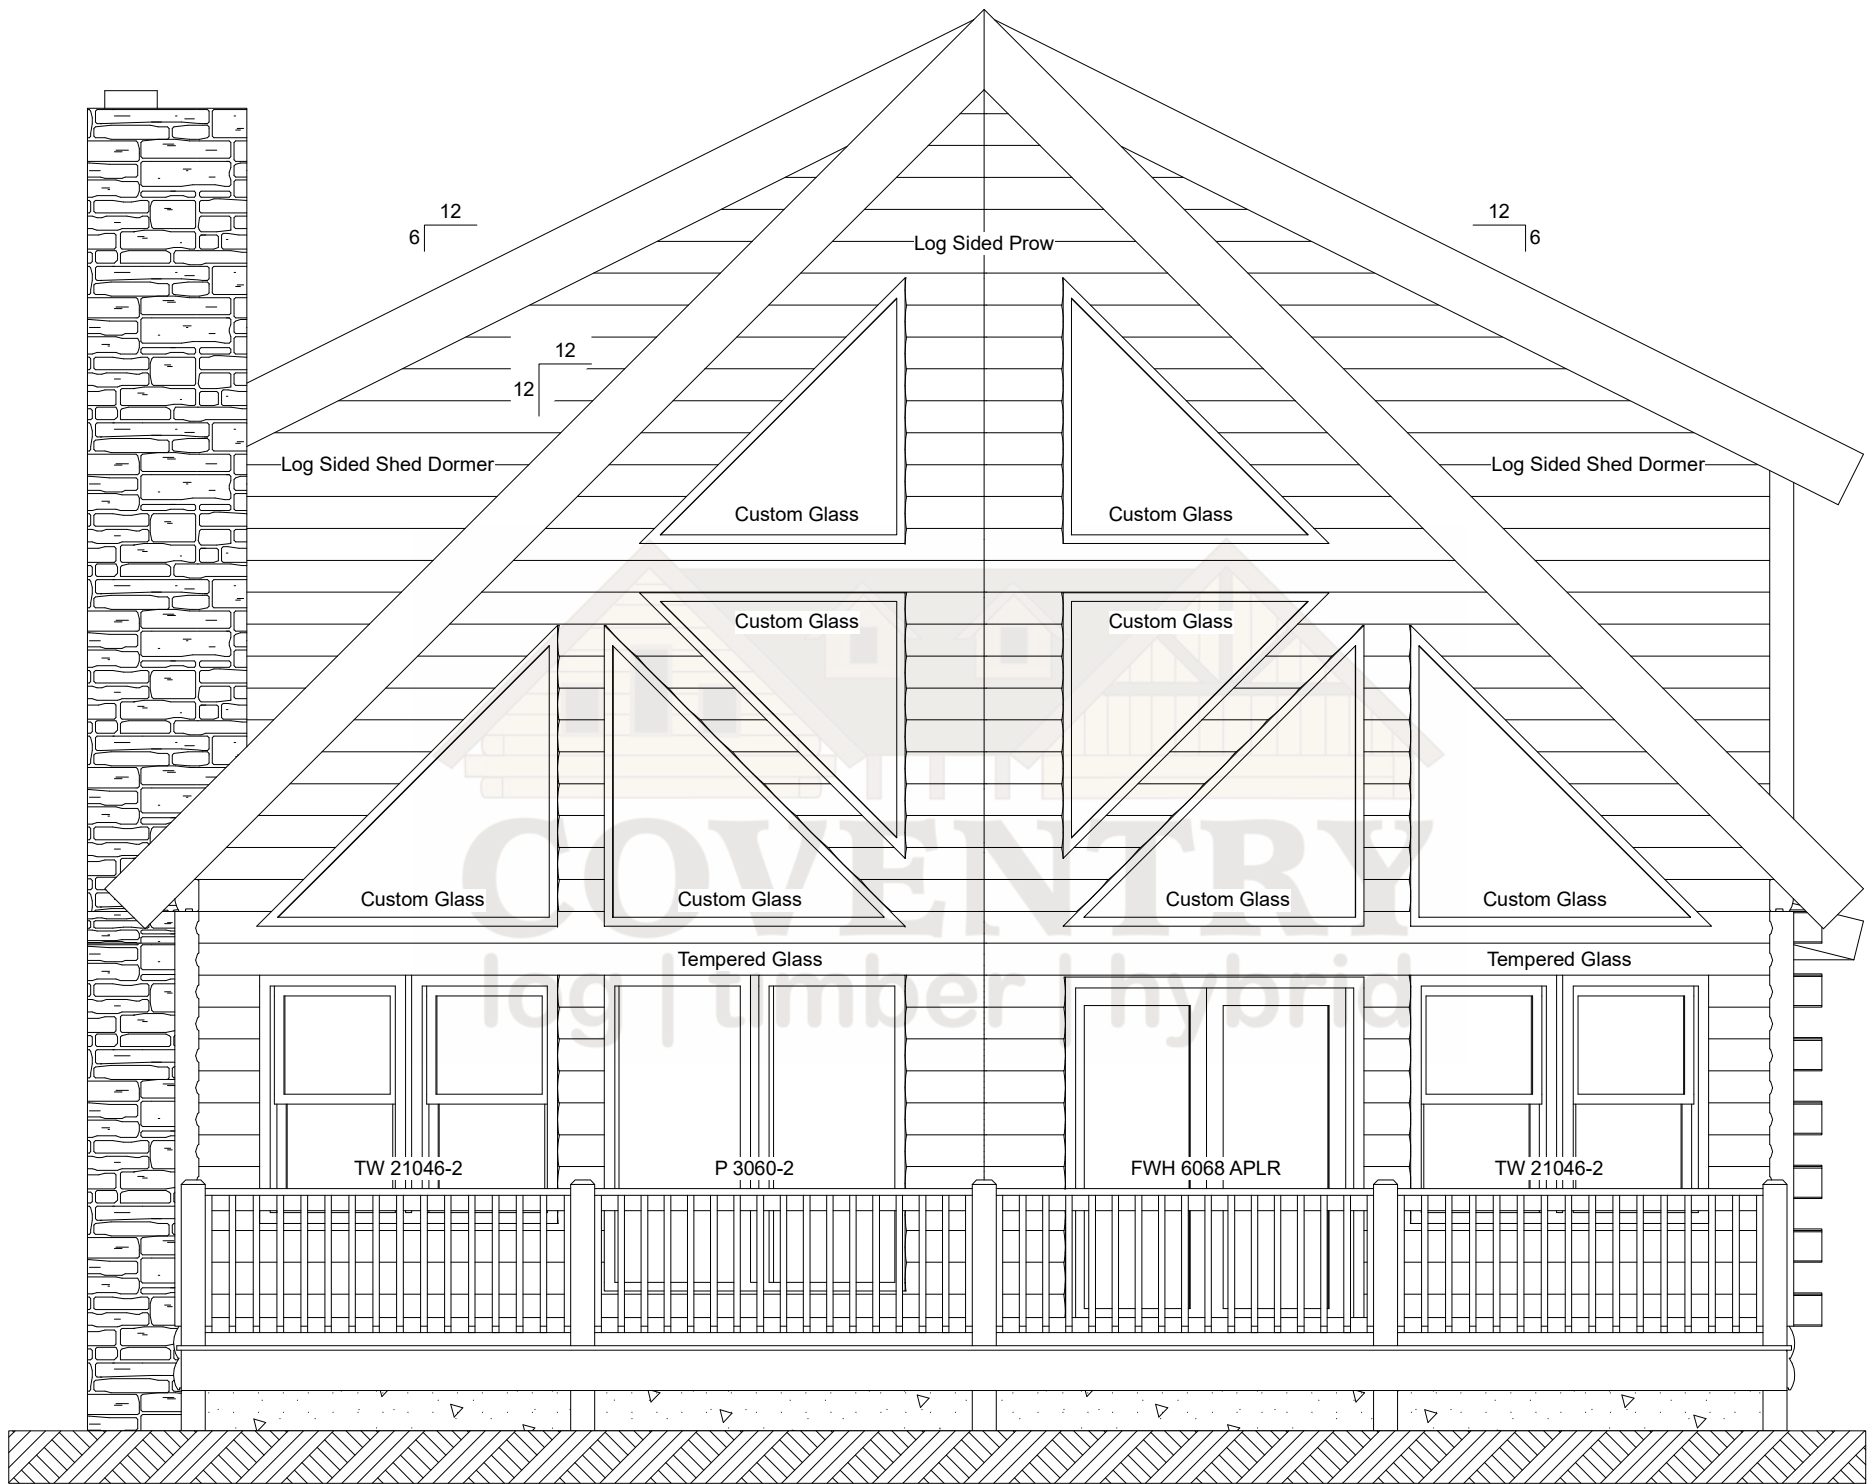 12
6
12
6
Log Sided Prow
12
12
Log Sided Shed Dormer
Log Sided Shed Dormer
Custom Glass
Custom Glass
Custom Glass
Custom Glass
COVENTRY
Custom Glass
Custom Glass
Custom Glass
Custom Glass
Tempered Glass
Tempered Glass
log | timber | hybrid
TW 21046-2
P 3060-2
FWH 6068 APLR
TW 21046-2